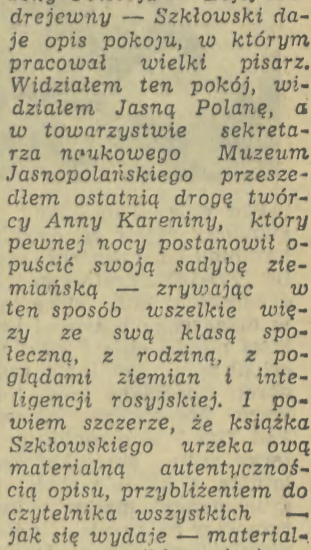 drejewny — Szkłowski da-
je opis pokoju, w którym
pracował wielki pisarz.
Widziałem ten pokój, wi-
działem Jasną Polanę, a
w towarzystwie sekreta-
rza naukowego Muzeum
Jasnopolańskiego przesze-
dłem ostatnią drogę twór-
cy Anny Kareniny, który
pewnej nocy postanowił o-
puścić swoją sadybę zie-
miańską — zrywając w
ten sposób wszelkie wię-
zy ze swą klasą spo-
łeczną, z rodziną, z po-
glądami ziemian i inte-
ligencji rosyjskiej. I po-
wiem szczerze, że książka
Szkłowskiego urzeka ową
materialną autentycznoś-
cią opisu, przybliżeniem do
czytelnika wszystkich —
jak się wydaje — material-